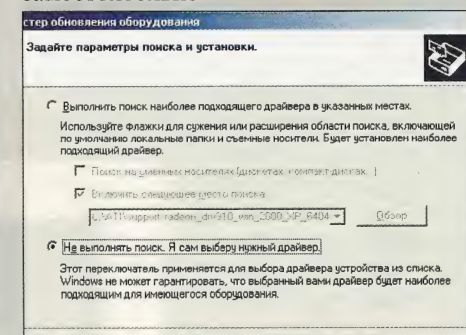 стер обновления оборудования
Задайте параметры поиска и установки.
Выполнить поиск наиболее подходящего драйвера в указанных местах.
Используйте флажки для сужения или расширения области поиска, включающей
по умолчанию локальные папки и съемные носители. Будет установлен наиболее
подходящий драйвер.
Поиск на сменных носителях (дискетах, компакт-дисках...)
Включить следующее место поиска:
Обзор
Не выполнять поиск. Я сам выберу нужный драйвер.
Этот переключатель применяется для выбора драйвера устройства из списка.
Windows не может гарантировать, что выбранный вами драйвер будет наиболее
подходящим для имеющегося оборудования.